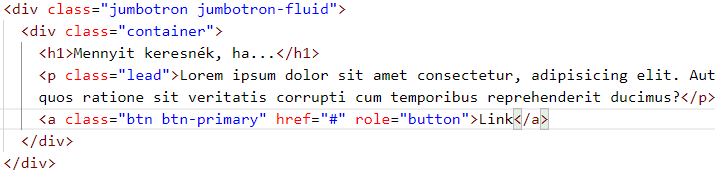 <div class="jumbotron jumbotron-fluid">
<div class="container">
<h1>Mennyit keresnék, ha...</h1>
<p class="lead">Lorem ipsum dolor sit amet consectetur, adipisicing elit. Aut
quos ratione sit veritatis corrupti cum temporibus reprehenderit ducimus?</p>
<a class="btn btn-primary" href="#" role="button">Link</a>
</div>
</div>